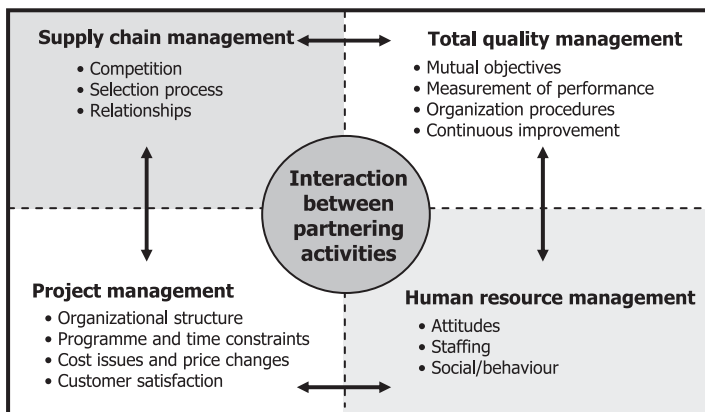 Supply chain management
• Competition
• Selection process
• Relationships
Total quality management
• Mutual objectives
• Measurement of performance
• Organization procedures
• Continuous improvement
Interaction
between
partnering
activities
Project management
• Organizational structure
• Programme and time constraints
• Cost issues and price changes
• Customer satisfaction
Human resource management
• Attitudes
• Staffing
• Social/behaviour